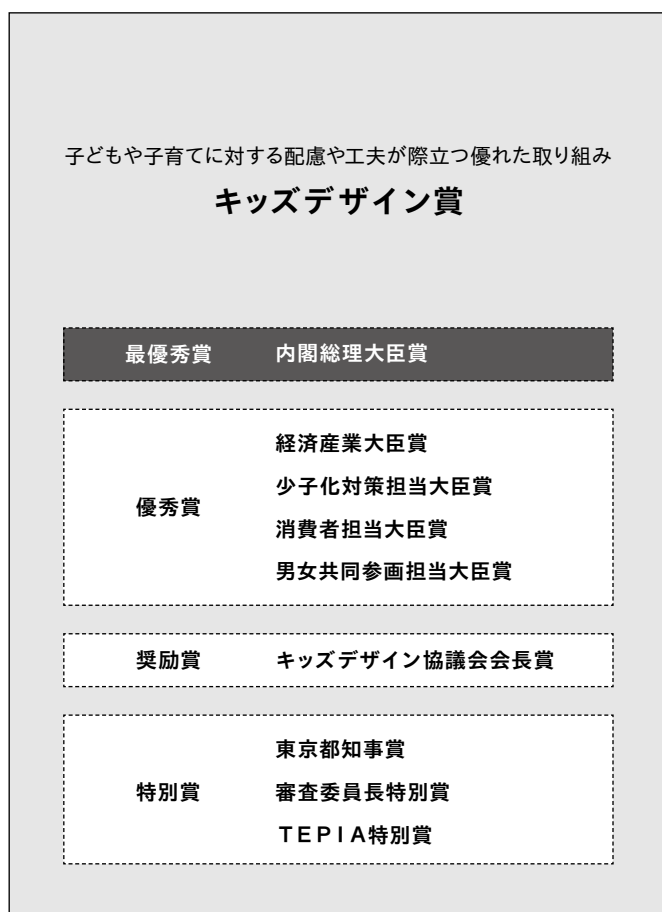 子どもや子育てに対する配慮や工夫が際立つ優れた取り組み
キッズデザイン賞
最優秀賞 内閣総理大臣賞
優秀賞
経済産業大臣賞
少子化対策担当大臣賞
消費者担当大臣賞
男女共同参画担当大臣賞
奨励賞 キッズデザイン協議会会長賞
特別賞
東京都知事賞
審査委員長特別賞
TEPIA特別賞